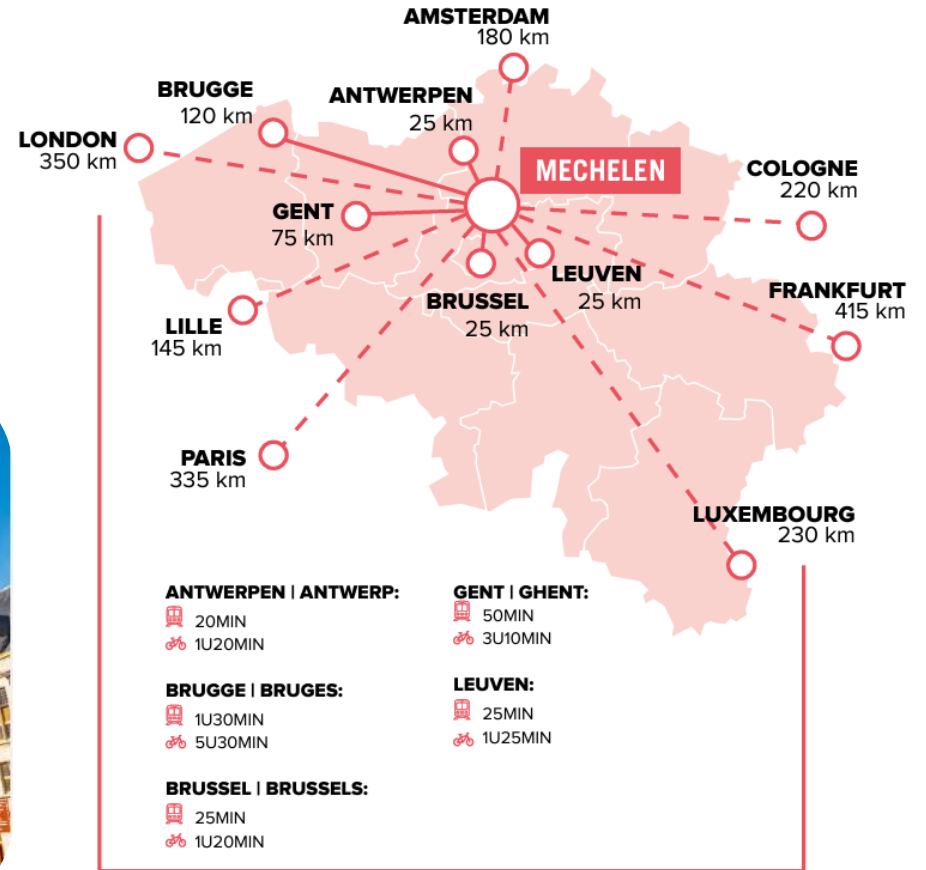 AMSTERDAM
180 km
BRUGGE
120 km
ANTWERPEN
25 km
LONDON
350 km
MECHELEN
COLOGNE
220 km
GENT
75 km
LEUVEN
25 km
BRUSSEL
25 km
FRANKFURT
415 km
LILLE
145 km
PARIS
335 km
LUXEMBOURG
230 km
ANTWERPEN | ANTWERP:
20MIN
1U20MIN
BRUGGE | BRUGES:
1U30MIN
5U30MIN
BRUSSEL | BRUSSELS:
25MIN
1U20MIN
GENT | GHENT:
50MIN
3U10MIN
LEUVEN:
25MIN
1U25MIN